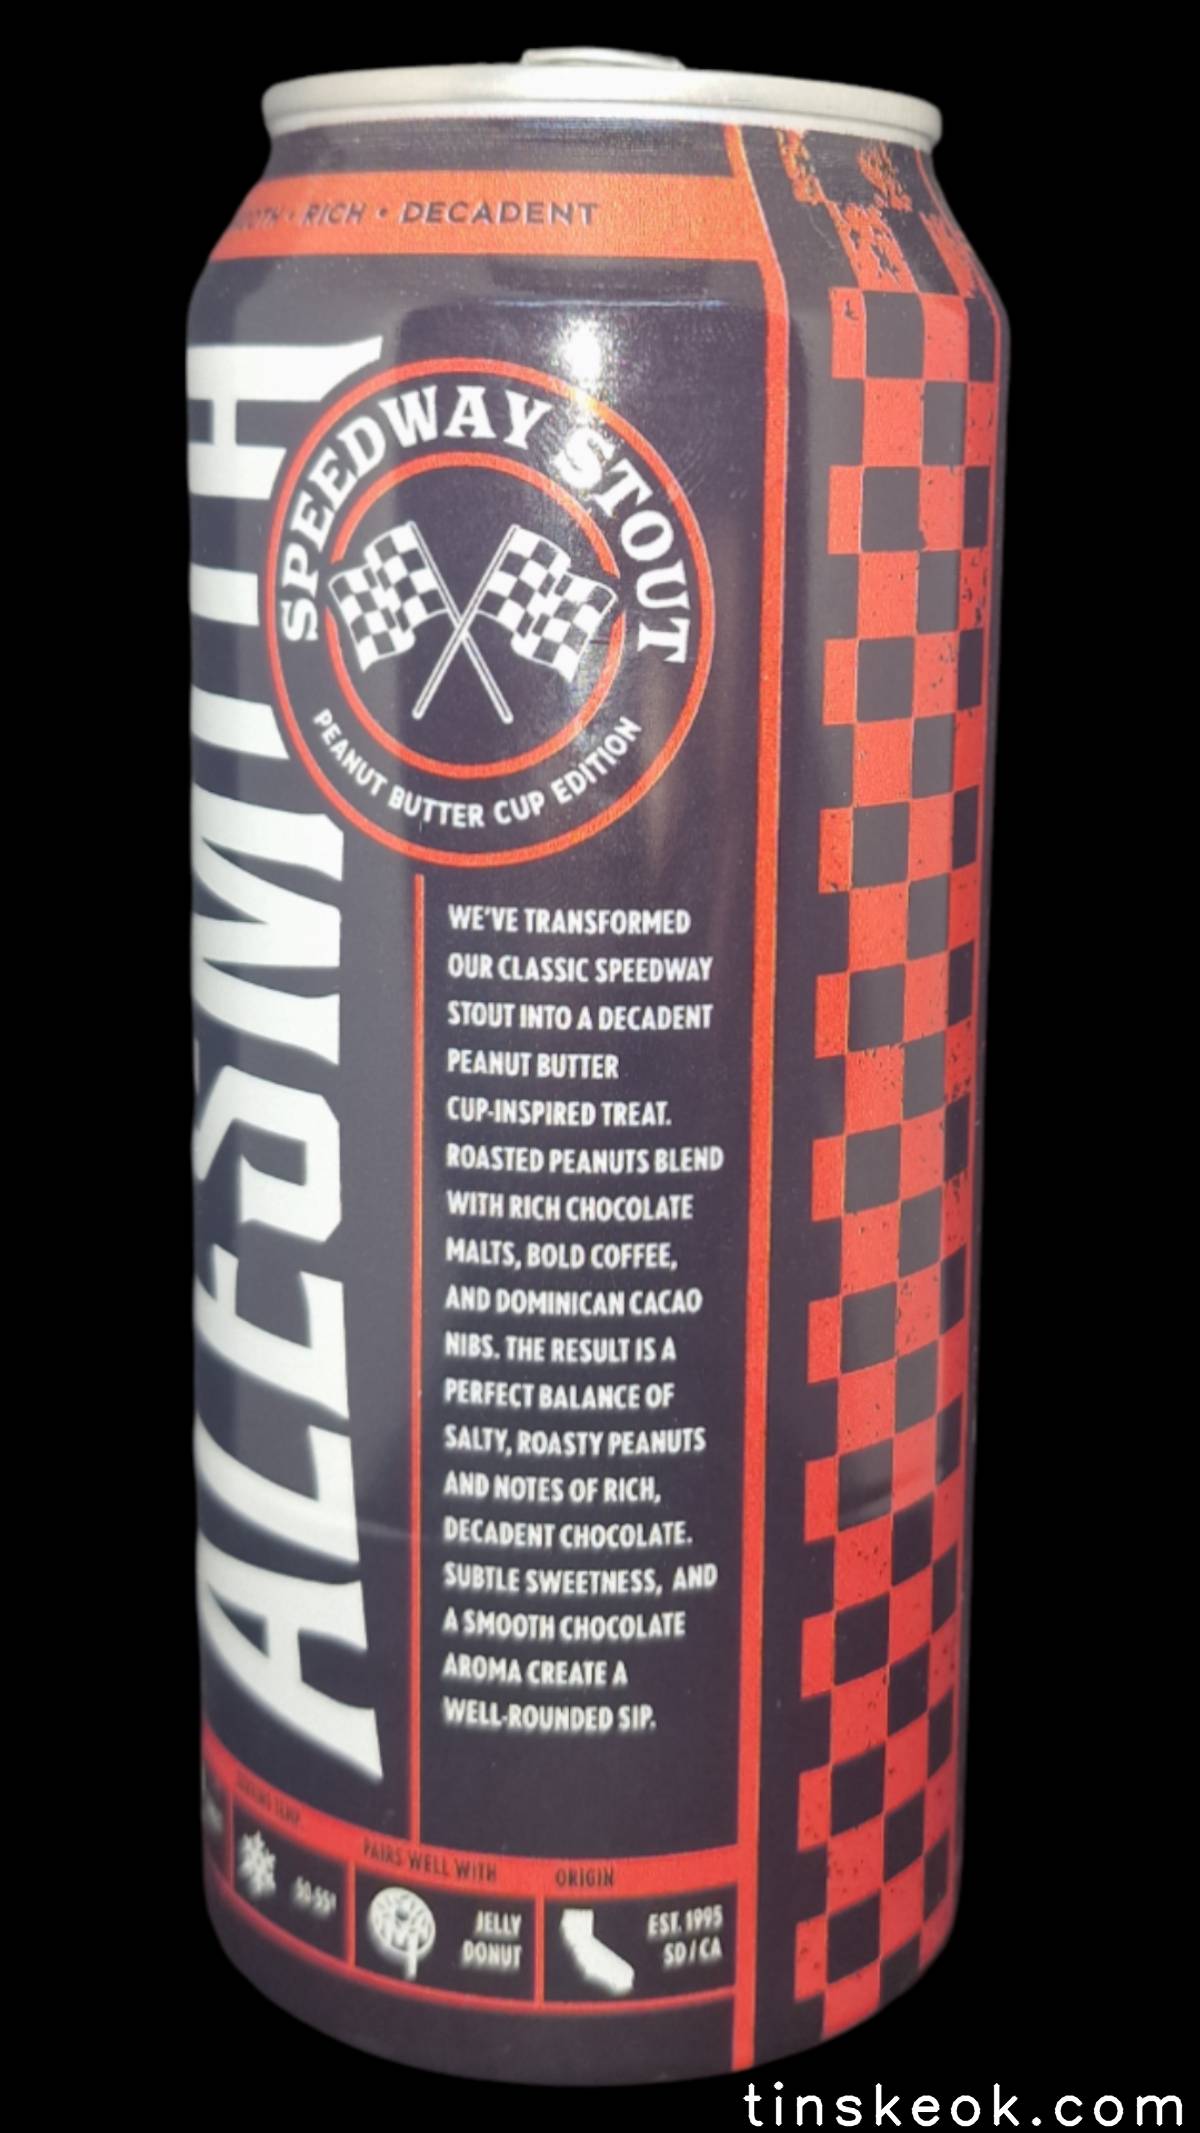 RICH • DECADENT
ALESMITH
SPEEDWAY STOUT
PEANUT BUTTER CUP EDITION
WE'VE TRANSFORMED
OUR CLASSIC SPEEDWAY
STOUT INTO A DECADENT
PEANUT BUTTER
CUP-INSPIRED TREAT.
ROASTED PEANUTS BLEND
WITH RICH CHOCOLATE
MALTS, BOLD COFFEE,
AND DOMINICAN CACAO
NIBS. THE RESULT IS A
PERFECT BALANCE OF
SALTY, ROASTY PEANUTS
AND NOTES OF RICH,
DECADENT CHOCOLATE.
SUBTLE SWEETNESS, AND
A SMOOTH CHOCOLATE
AROMA CREATE A
WELL-ROUNDED SIP.
50-55°
PAIRS WELL WITH
JELLY
DONUT
ORIGIN
EST. 1995
SD / CA
tinskeok.com